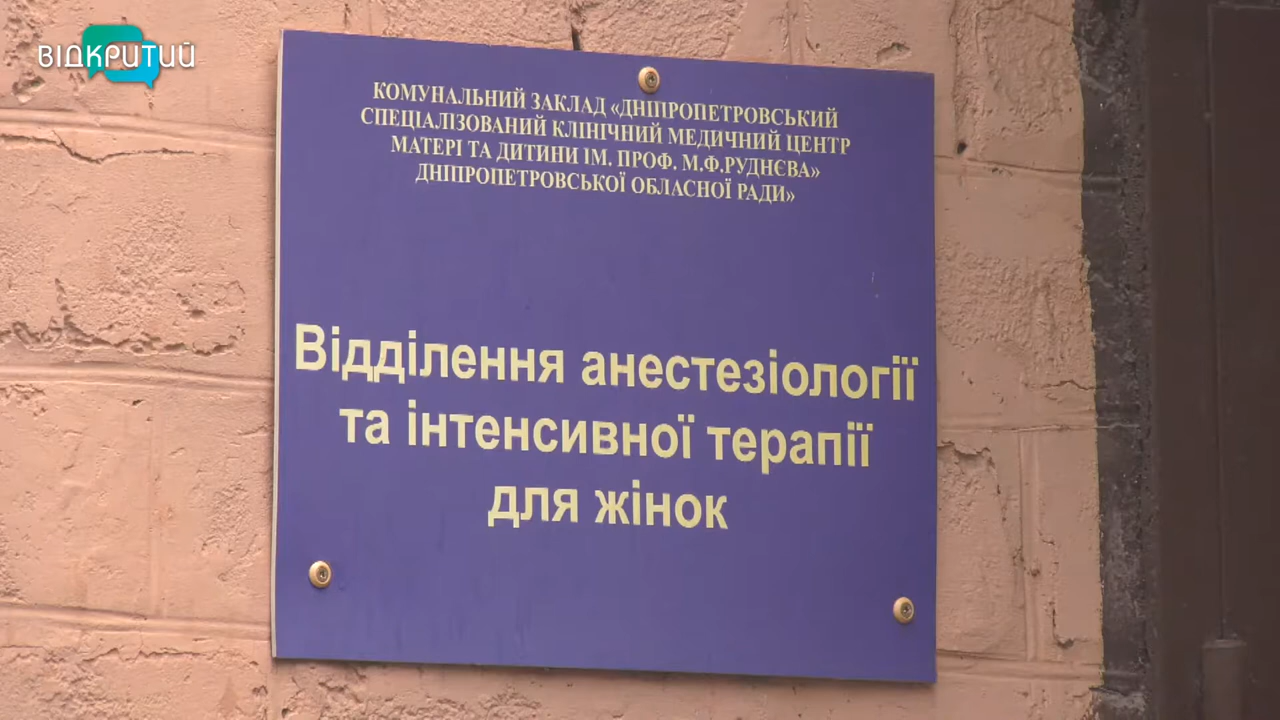 ВІДКРИТИЙ
КОМУНАЛЬНИЙ ЗАКЛАД «ДНІПРОПЕТРОВСЬКИЙ
СПЕЦІАЛІЗОВАНИЙ КЛІНІЧНИЙ МЕДИЧНИЙ ЦЕНТР
МАТЕРІ ТА ДИТИНИ ІМ. ПРОФ. М.Ф.РУДНЄВА»
ДНІПРОПЕТРОВСЬКОЇ ОБЛАСНОЇ РАДИ»
Відділення анестезіології
та інтенсивної терапії
для жінок